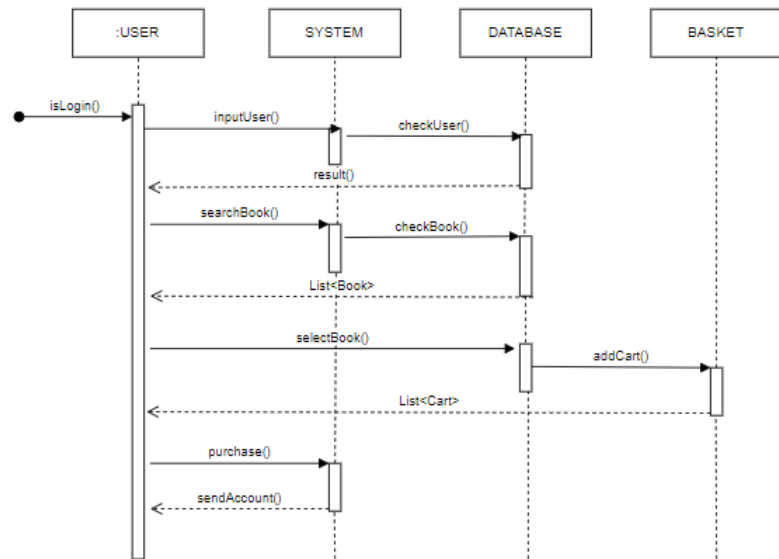 :USER
SYSTEM
DATABASE
BASKET
isLogin()
inputUser()
checkUser()
result()
searchBook()
checkBook()
List<Book>
selectBook()
addCart()
List<Cart>
purchase()
sendAccount()